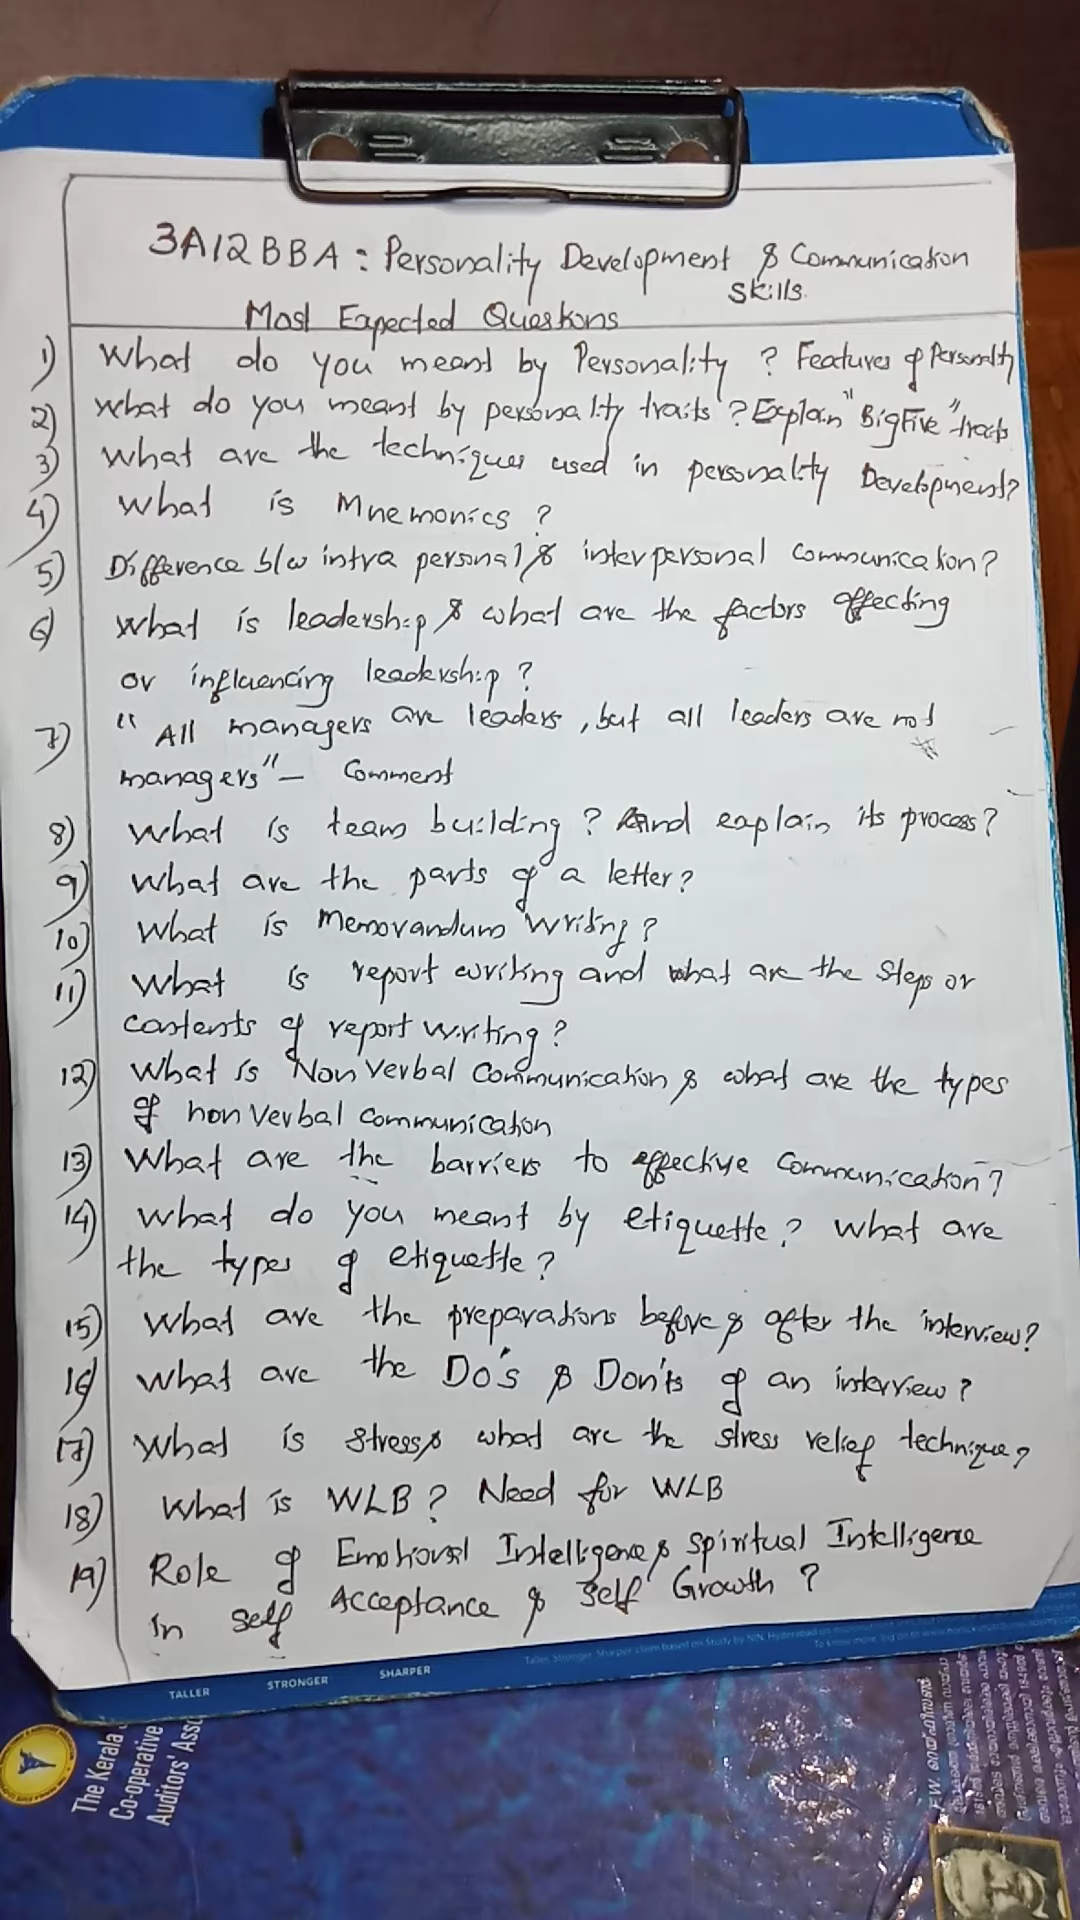 3A12BBA : Personality Development & Communication
Skills.
Most Expected Questions
1) What do you meant by Personality ? Features of Personality
2) What do you meant by personality traits ? Explain "Big Five" traits
3) What are the techniques used in personality Development?
4) What is Mnemonics ?
5) Difference b/w intra personal & interpersonal communication?
6) What is leadership & what are the factors affecting
or influencing leadership ?
7) "All managers are leaders, but all leaders are not
managers" - Comment
8) What is team building ? And explain its process?
9) What are the parts of a letter?
10) What is Memorandum Writing?
11) What is report writing and what are the steps or
contents of report writing?
12) What is Non Verbal Communication & what are the types
of non Verbal communication
13) What are the barriers to effective Communication?
14) What do you meant by etiquette? What are
the types of etiquette?
15) What are the preparations before & after the interview?
16) What are the Do's & Don'ts of an interview?
17) What is stress & what are the stress relief technique?
18) What is WLB? Need for WLB
19) Role of Emotional Intelligence & Spiritual Intelligence
in Self Acceptance & Self Growth ?
TALLER STRONGER SHARPER
The Kerala
Co-operative
Auditors'